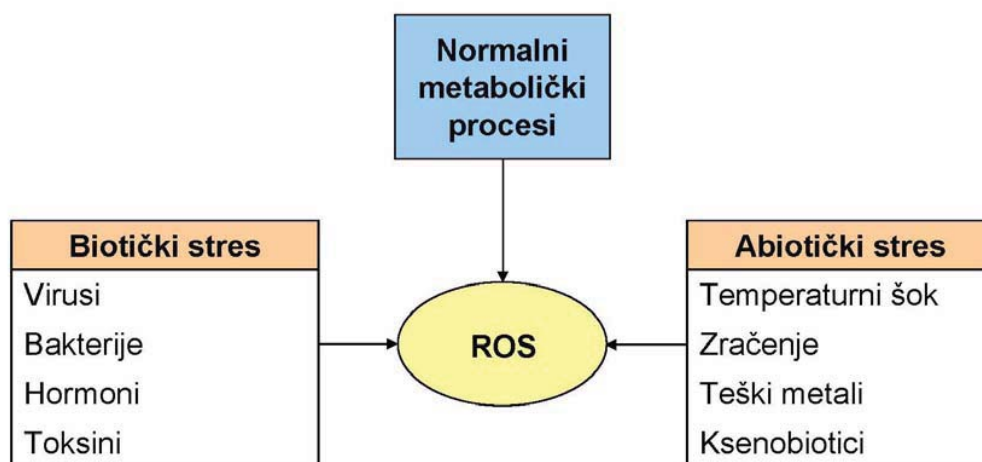 Normalni
metabolički
procesi
Biotički stres
Virusi
Bakterije
Hormoni
Toksini
ROS
Abiotički stres
Temperaturni šok
Zračenje
Teški metali
Ksenobiotici